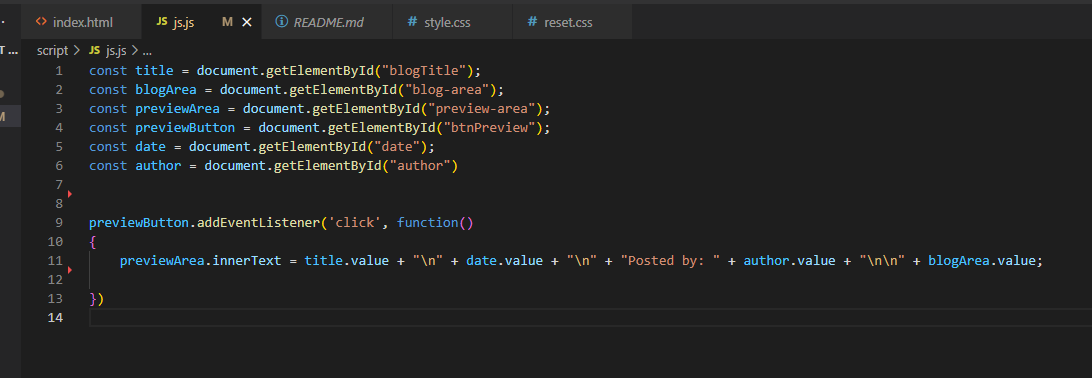 index.html JS js.js M × README.md # style.css # reset.css
T ...
script > JS js.js > ...
M
1 const title = document.getElementById("blogTitle");
2 const blogArea = document.getElementById("blog-area");
3 const previewArea = document.getElementById("preview-area");
4 const previewButton = document.getElementById("btnPreview");
5 const date = document.getElementById("date");
6 const author = document.getElementById("author")
7
8
9 previewButton.addEventListener('click', function()
10 {
11 previewArea.innerText = title.value + "\n" + date.value + "\n" + "Posted by: " + author.value + "\n\n" + blogArea.value;
12
13 })
14